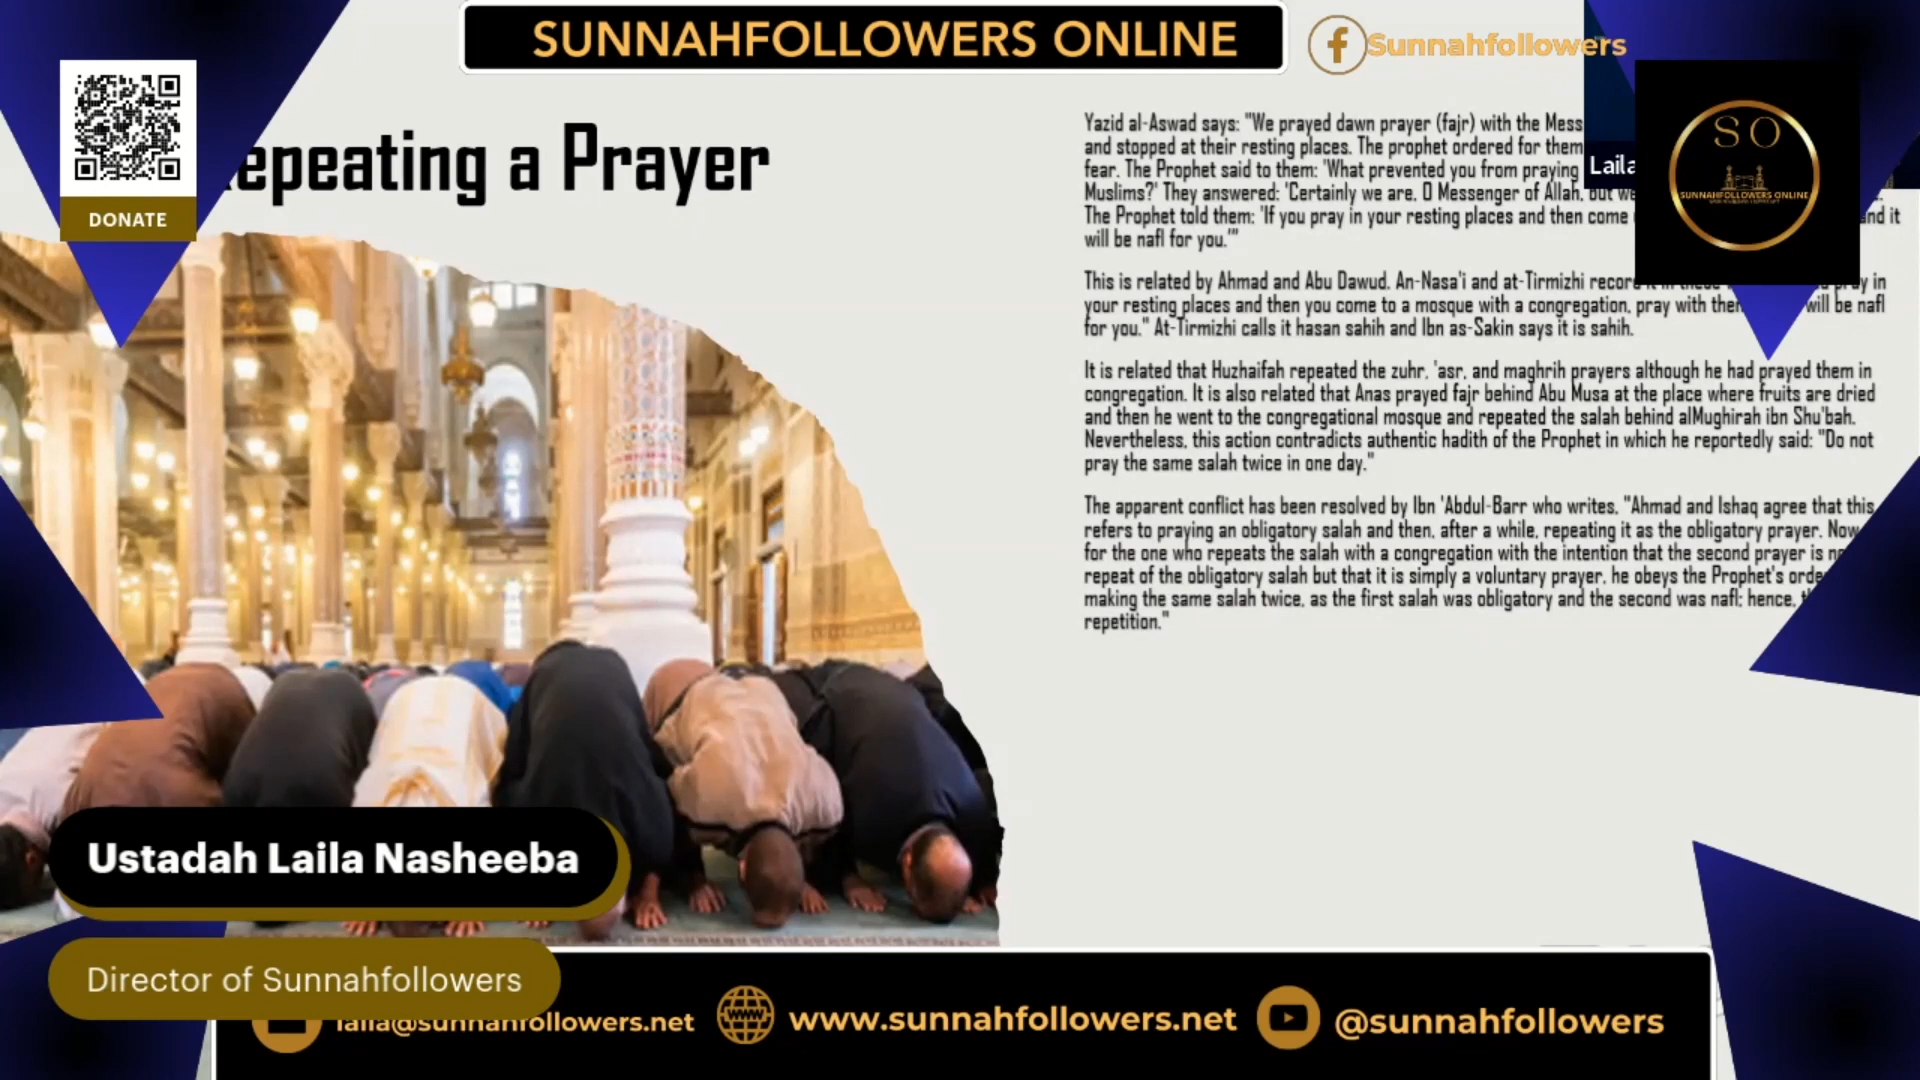 SUNNAHFOLLOWERS ONLINE
Sunnahfollowers
DONATE
epeating a Prayer
Yazid al-Aswad says: "We prayed dawn prayer (fajr) with the Mess
and stopped at their resting places. The prophet ordered for them
fear. The Prophet said to them: 'What prevented you from praying
Muslims?' They answered: 'Certainly we are, O Messenger of Allah, but we
The Prophet told them: 'If you pray in your resting places and then come and it
will be nafl for you.'"
This is related by Ahmad and Abu Dawud. An-Nasa'i and at-Tirmizhi record in
your resting places and then you come to a mosque with a congregation, pray with them will be nafl
for you." At-Tirmizhi calls it hasan sahih and Ibn as-Sakin says it is sahih.
It is related that Huzhaifah repeated the zuhr, 'asr, and maghrib prayers although he had prayed them in
congregation. It is also related that Anas prayed fajr behind Abu Musa at the place where fruits are dried
and then he went to the congregational mosque and repeated the salah behind alMughirah ibn Shu'bah.
Nevertheless, this action contradicts authentic hadith of the Prophet in which he reportedly said: "Do not
pray the same salah twice in one day."
The apparent conflict has been resolved by Ibn 'Abdul-Barr who writes, "Ahmad and Ishaq agree that this
refers to praying an obligatory salah and then, after a while, repeating it as the obligatory prayer. Now
for the one who repeats the salah with a congregation with the intention that the second prayer is
repeat of the obligatory salah but that it is simply a voluntary prayer, he obeys the Prophet's orde
making the same salah twice, as the first salah was obligatory and the second was nafl; hence,
repetition."
Laila
SO
SUNNAHFOLLOWERS ONLINE
Ustadah Laila Nasheeba
Director of Sunnahfollowers
laila@sunnahfollowers.net
www.sunnahfollowers.net
@sunnahfollowers